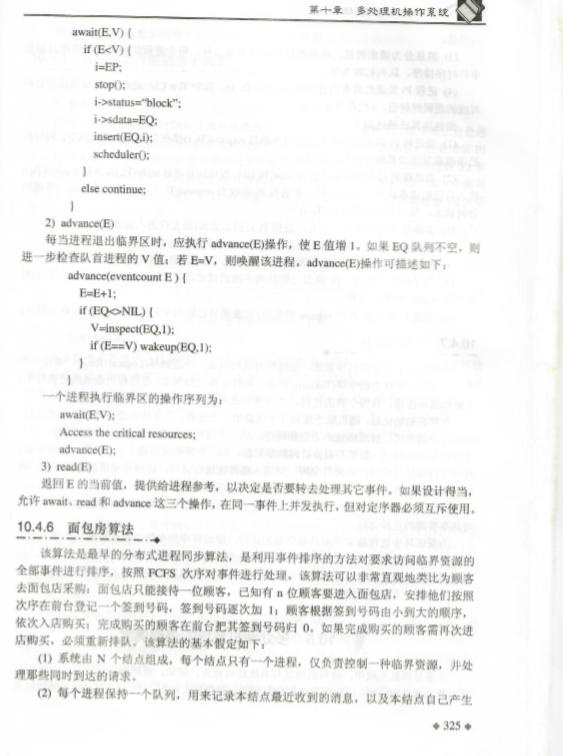 第十章 多处理机操作系统
await(E,V) {
if (E<V) {
i=EP;
stop();
i->status="block";
i->sdata=EQ;
insert(EQ,i);
scheduler();
}
else continue;
}
2) advance(E)
每当进程退出临界区时，应执行 advance(E)操作，使 E 值增 1。如果 EQ 队列不空，则
进一步检查队首进程的 V 值；若 E=V，则唤醒该进程。advance(E)操作可描述如下：
advance(eventcount E ) {
E=E+1;
if (EQ<>NIL) {
V=inspect(EQ,1);
if (E==V) wakeup(EQ,1);
}
}
一个进程执行临界区的操作序列为：
await(E,V);
Access the critical resources;
advance(E);
3) read(E)
返回 E 的当前值，提供给进程参考，以决定是否要转去处理其它事件。如果设计得当，
允许 await、read 和 advance 这三个操作，在同一事件上并发执行，但对定序器必须互斥使用。
10.4.6 面包房算法
该算法是最早的分布式进程同步算法，是利用事件排序的方法对要求访问临界资源的
全部事件进行排序，按照 FCFS 次序对事件进行处理。该算法可以非常直观地类比为顾客
去面包店采购：面包店只能接待一位顾客，已知有 n 位顾客要进入面包店，安排他们按照
次序在前台登记一个签到号码，签到号码逐次加 1；顾客根据签到号码由小到大的顺序，
依次入店购买；完成购买的顾客在前台把其签到号码归 0，如果完成购买的顾客需再次进
店购买，必须重新排队。该算法的基本假定如下：
(1) 系统由 N 个结点组成，每个结点只有一个进程，仅负责控制一种临界资源，并处
理那些同时到达的请求。
(2) 每个进程保持一个队列，用来记录本结点最近收到的消息，以及本结点自己产生
325